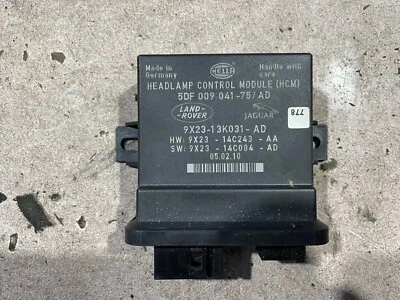 Made in Germany
HELLA
Handle with care
HEADLAMP CONTROL MODULE (HCM)
5DF 009 041-75/AD
LAND-ROVER
JAGUAR
778
9X23-13K031-AD
HW: 9X23 - 14C243 - AA
SW: 9X23 - 14C084 - AD
05.02.10